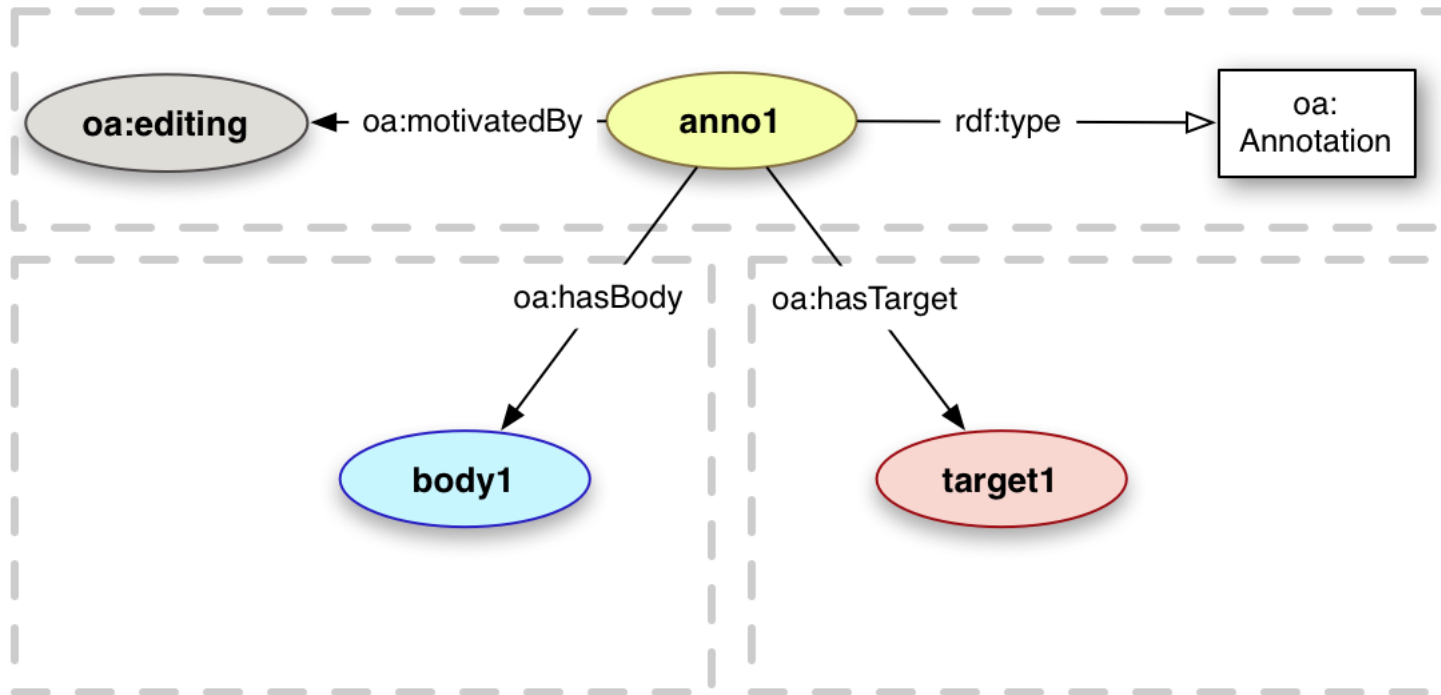 oa:editing
oa:motivatedBy
anno1
rdf:type
oa:
Annotation
oa:hasBody
oa:hasTarget
body1
target1